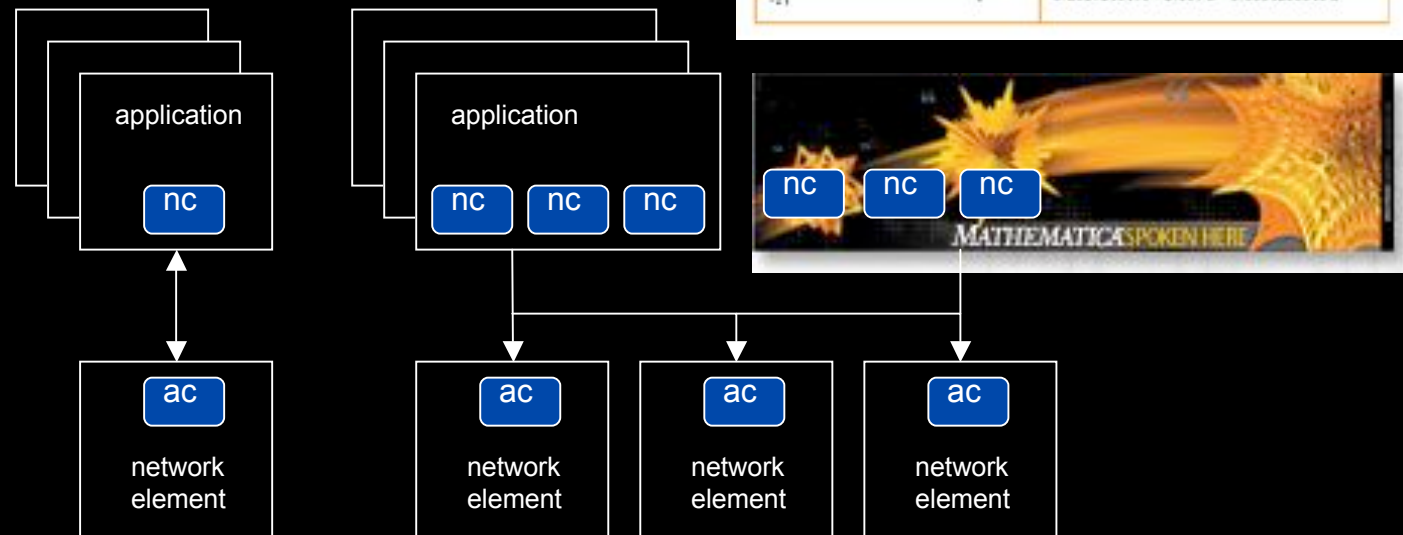 application
nc
application
nc nc nc
nc nc nc
MATHEMATICA SPOKEN HERE
ac
network
element
ac
network
element
ac
network
element
ac
network
element